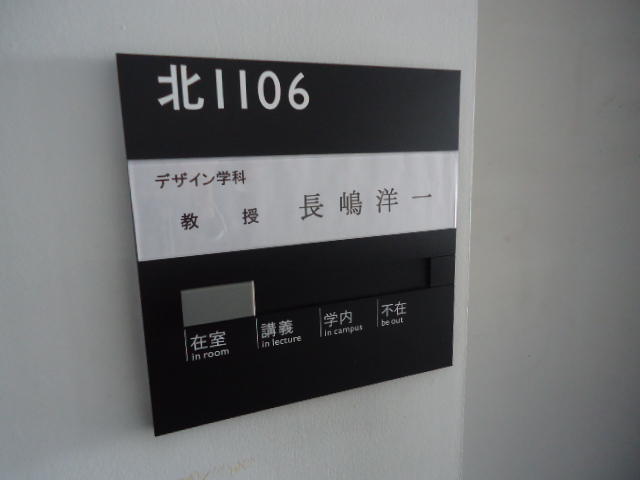 北1106
デザイン学科
教 授 長嶋洋一
在室 講義 学内 不在
in room in lecture in campus be out